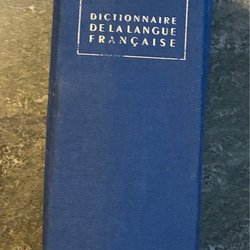 DICTIONNAIRE
DE LA LANGUE
FRANÇAISE